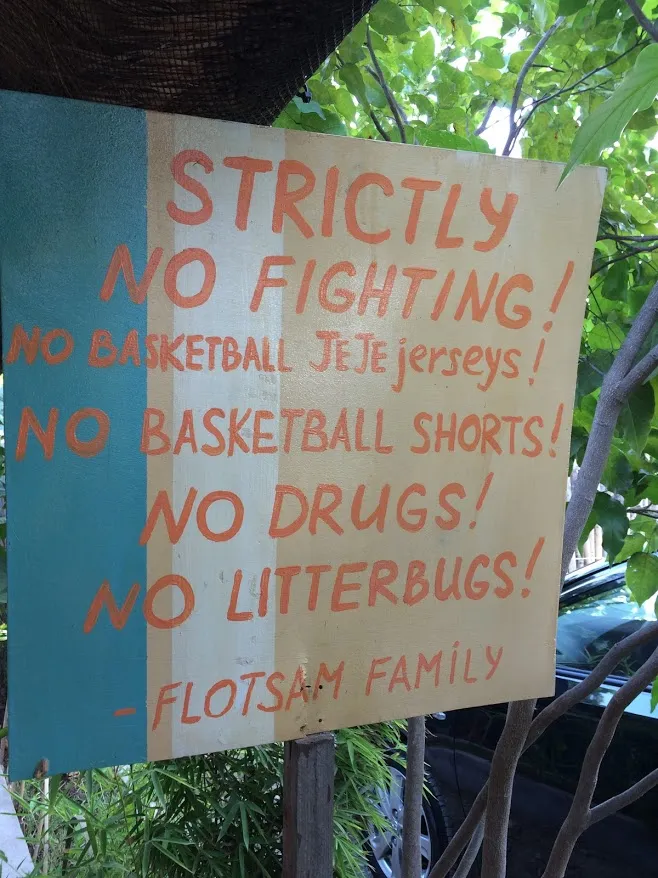 STRICTLY
NO FIGHTING!
NO BASKETBALL JEJE jerseys!
NO BASKETBALL SHORTS!
NO DRUGS!
NO LITTERBUGS!
- FLOTSAM FAMiLY